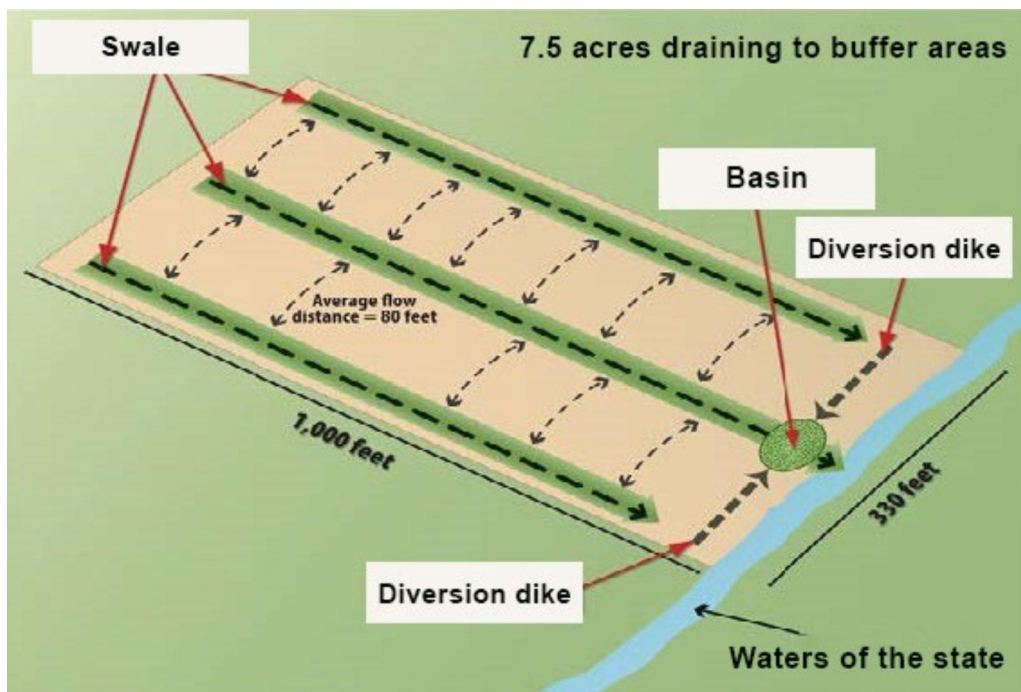 Swale
7.5 acres draining to buffer areas
Basin
Diversion dike
Average flow
distance = 80 feet
1,000 feet
330 feet
Diversion dike
Waters of the state